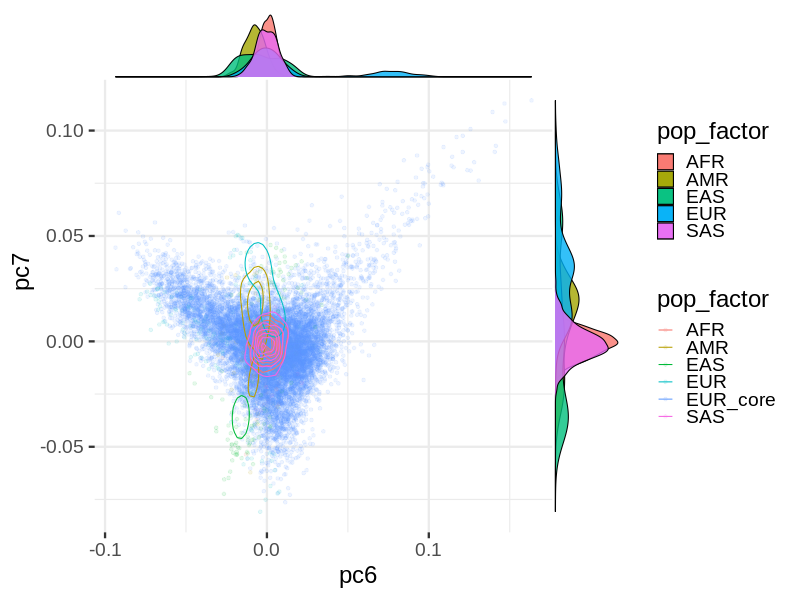 pop_factor
AFR
AMR
EAS
EUR
SAS
pop_factor
AFR
AMR
EAS
EUR
EUR_core
SAS
0.10
0.05
0.00
-0.05
pc7
-0.1
0.0
0.1
pc6